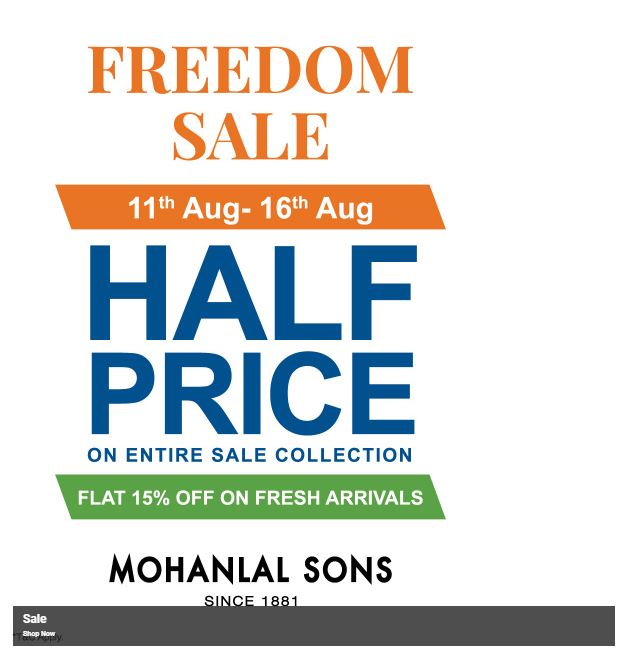 FREEDOM
SALE
11th Aug- 16th Aug
HALF
PRICE
ON ENTIRE SALE COLLECTION
FLAT 15% OFF ON FRESH ARRIVALS
MOHANLAL SONS
SINCE 1881
Sale
Shop Now
*T&C Apply.